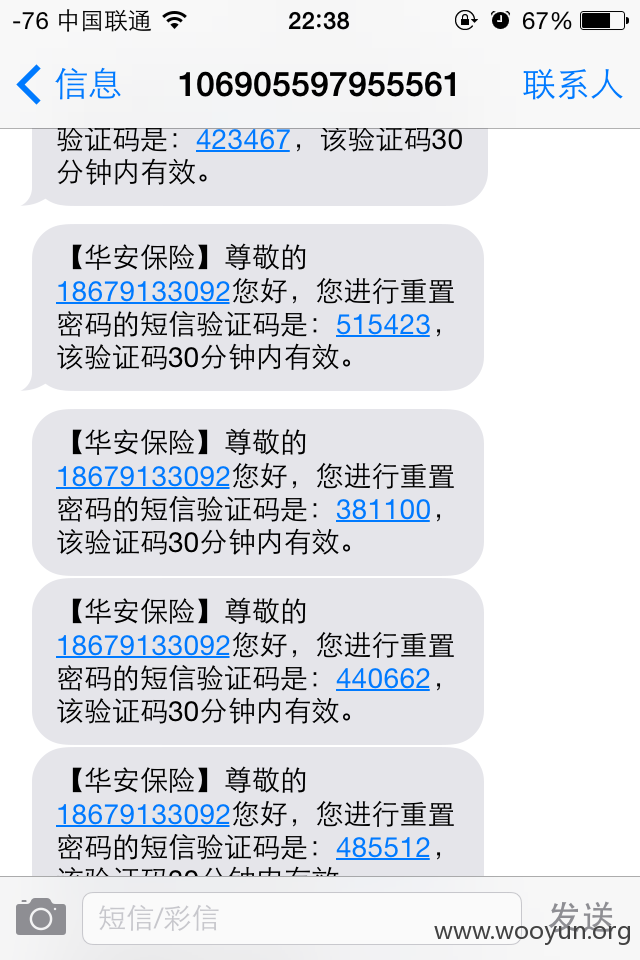 -76 中国联通 22:38 67%
信息 106905597955561 联系人
验证码是：423467，该验证码30
分钟内有效。
【华安保险】尊敬的
18679133092您好，您进行重置
密码的短信验证码是：515423，
该验证码30分钟内有效。
【华安保险】尊敬的
18679133092您好，您进行重置
密码的短信验证码是：381100，
该验证码30分钟内有效。
【华安保险】尊敬的
18679133092您好，您进行重置
密码的短信验证码是：440662，
该验证码30分钟内有效。
【华安保险】尊敬的
18679133092您好，您进行重置
密码的短信验证码是：485512，
该验证码30分钟内有效
短信/彩信 发送
www.wooyun.org